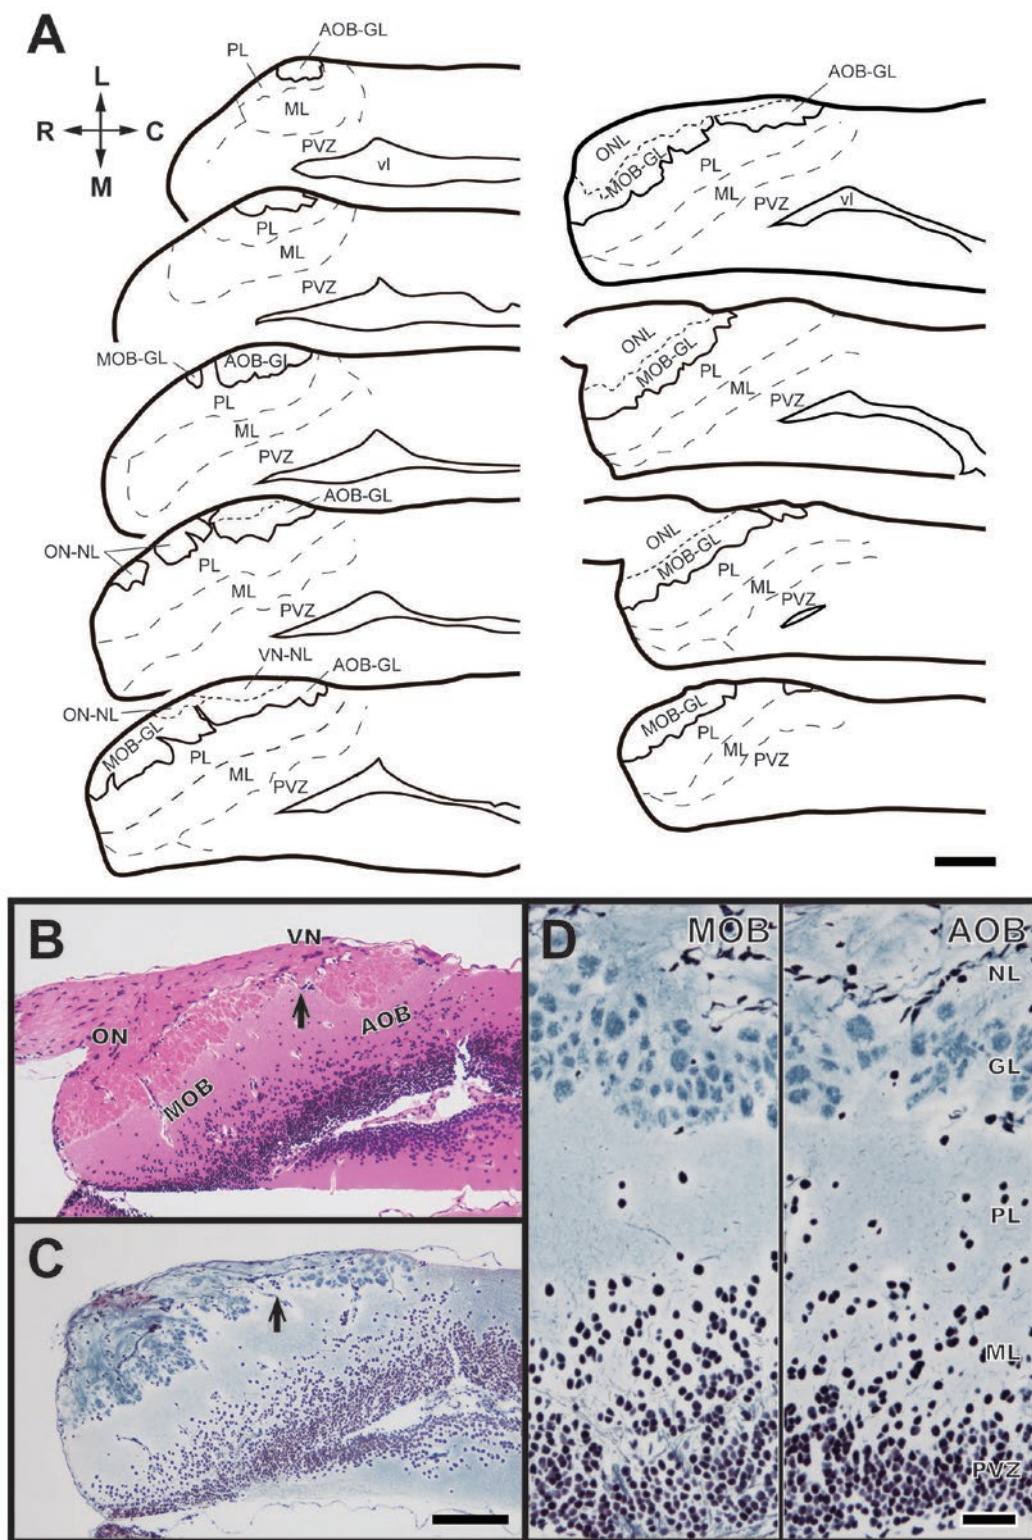 A
L
R C
M
PL
AOB-GL
ML
PVZ
vl
PL
ML
PVZ
MOB-GL
AOB-GL
PL
ML
PVZ
AOB-GL
ON-NL
PL
ML
PVZ
VN-NL
AOB-GL
ON-NL
MOB-GL
PL
ML
PVZ
AOB-GL
ONL
MOB-GL
PL
ML
PVZ
vl
ONL
MOB-GL
PL
ML
PVZ
ONL
MOB-GL
PL
ML
PVZ
MOB-GL
PL
ML
PVZ
B
VN
ON
AOB
MOB
C
D
MOB
AOB
NL
GL
PL
ML
PVZ